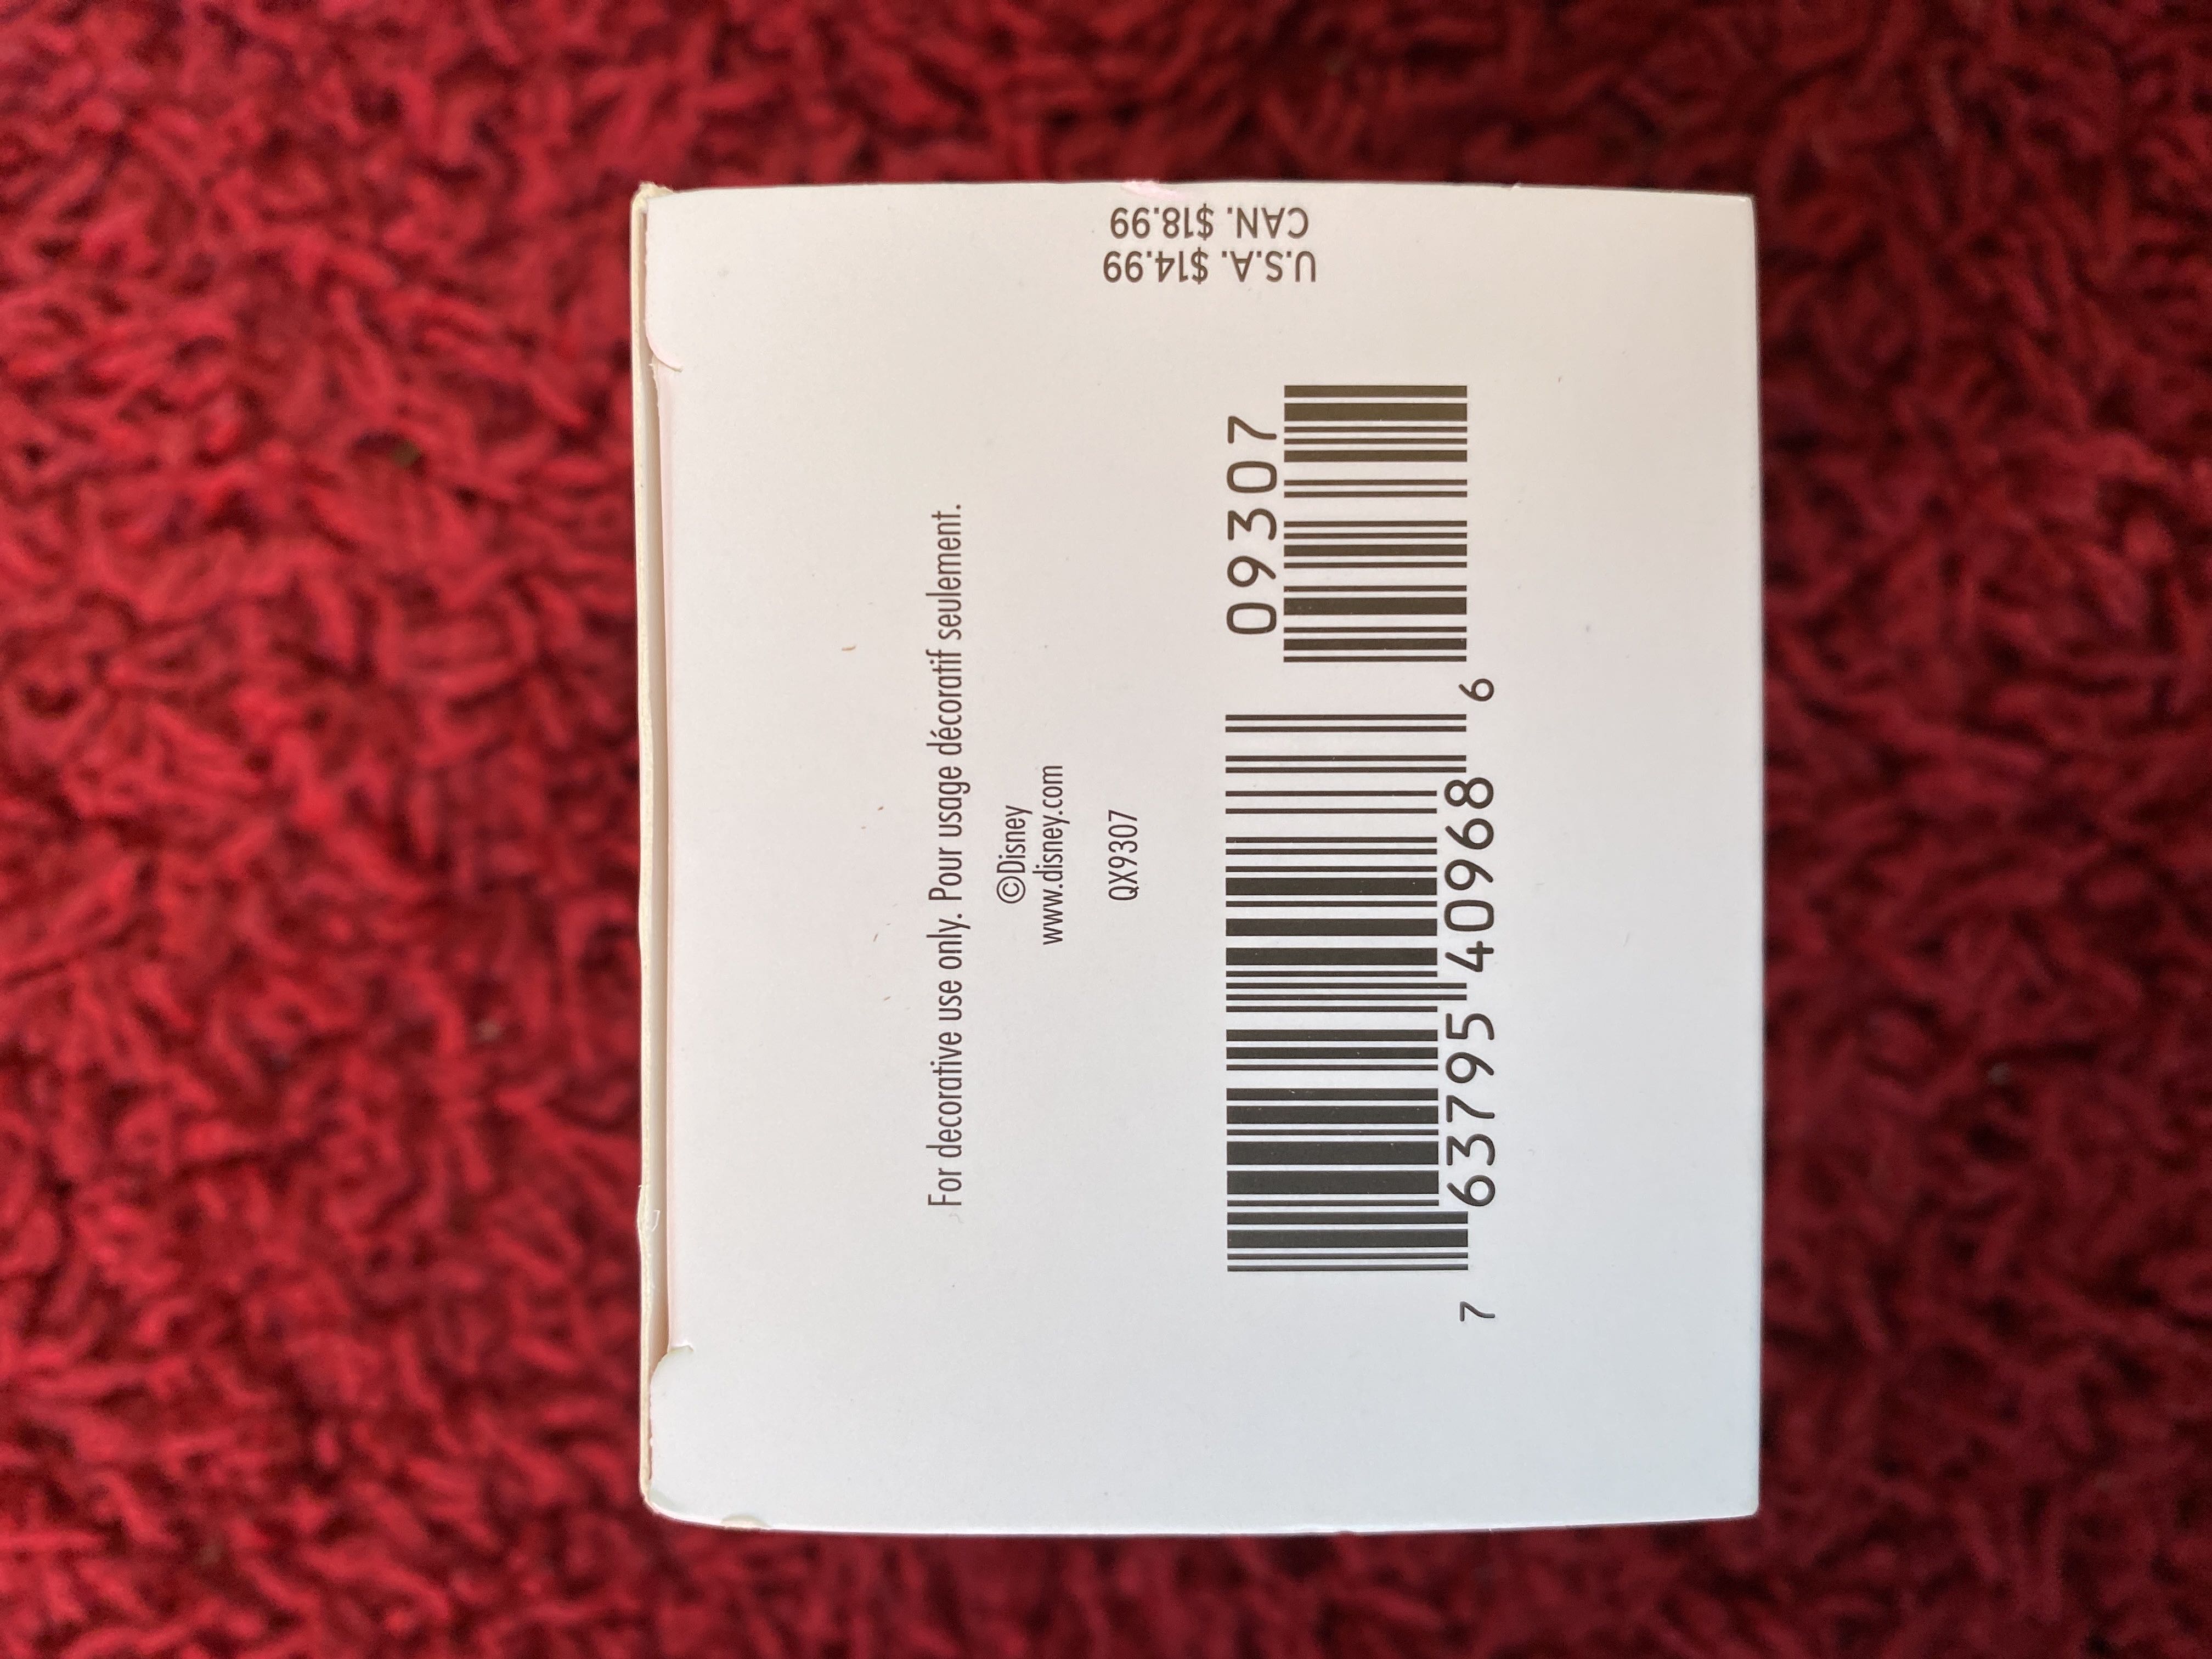 For decorative use only. Pour usage décoratif seulement.
©Disney
www.disney.com
QX9307
09307
7 63795 40968 6
U.S.A. $14.99
CAN. $18.99